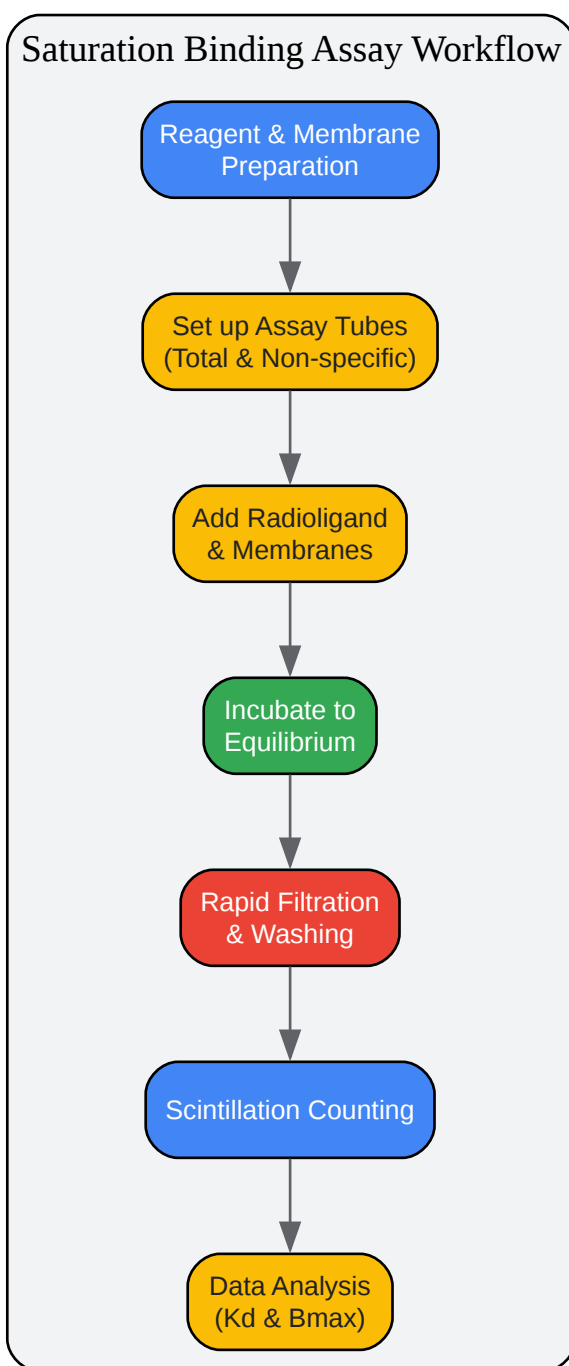 Saturation Binding Assay Workflow
Reagent & Membrane
Preparation
Set up Assay Tubes
(Total & Non-specific)
Add Radioligand
& Membranes
Incubate to
Equilibrium
Rapid Filtration
& Washing
Scintillation Counting
Data Analysis
(Kd & Bmax)